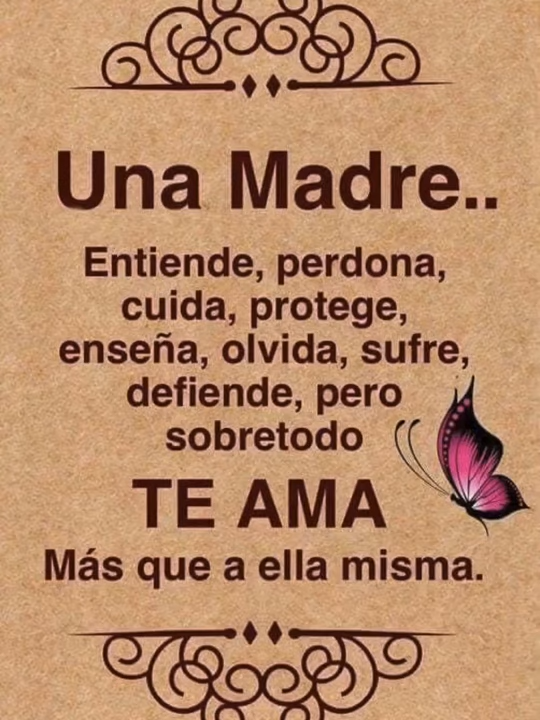 Una Madre..
Entiende, perdona,
cuida, protege,
enseña, olvida, sufre,
defiende, pero
sobretodo
TE AMA
Más que a ella misma.